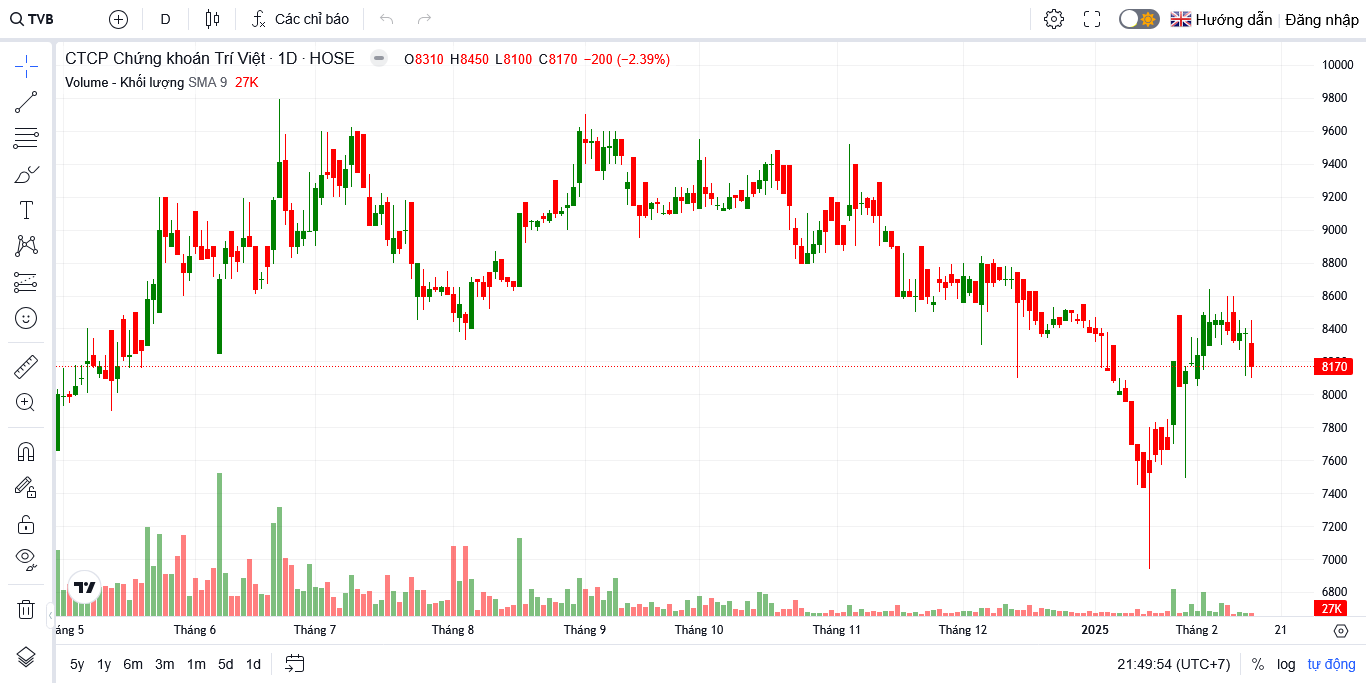 TVB D Các chỉ báo Hướng dẫn Đăng nhập
CTCP Chứng khoán Trí Việt · 1D · HOSE O8310 H8450 L8100 C8170 −200 (−2.39%)
Volume - Khối lượng SMA 9 27K
10000
9800
9600
9400
9200
9000
8800
8600
8400
8170
8000
7800
7600
7400
7200
7000
6800
27K
áng 5 Tháng 6 Tháng 7 Tháng 8 Tháng 9 Tháng 10 Tháng 11 Tháng 12 2025 Tháng 2 21
5y 1y 6m 3m 1m 5d 1d 21:49:54 (UTC+7) % log tự động